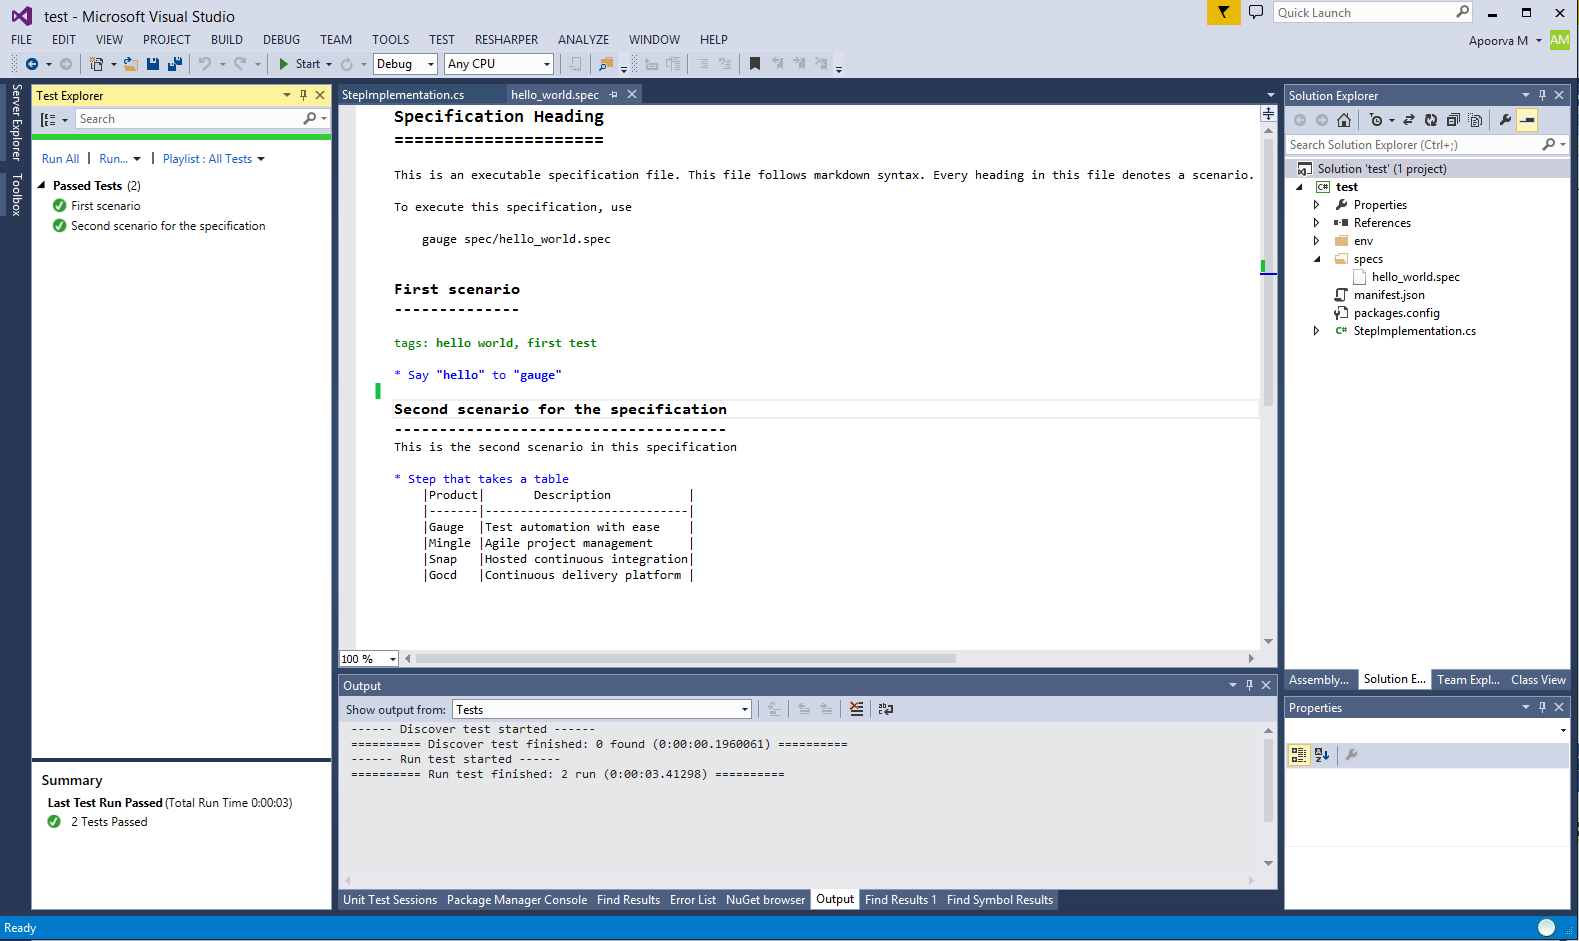 test - Microsoft Visual Studio
Quick Launch
FILE EDIT VIEW PROJECT BUILD DEBUG TEAM TOOLS TEST RESHARPER ANALYZE WINDOW HELP
Apoorva M AM
Start Debug Any CPU
Server Explorer
Toolbox
Test Explorer
Search
Run All | Run... | Playlist : All Tests
Passed Tests (2)
First scenario
Second scenario for the specification
Summary
Last Test Run Passed (Total Run Time 0:00:03)
2 Tests Passed
StepImplementation.cs hello_world.spec
Specification Heading
=====================
This is an executable specification file. This file follows markdown syntax. Every heading in this file denotes a scenario.
To execute this specification, use
gauge spec/hello_world.spec
First scenario
--------------
tags: hello world, first test
* Say "hello" to "gauge"
Second scenario for the specification
-------------------------------------
This is the second scenario in this specification
* Step that takes a table
|Product|       Description           |
|-------|-----------------------------|
|Gauge  |Test automation with ease    |
|Mingle |Agile project management     |
|Snap   |Hosted continuous integration|
|Gocd   |Continuous delivery platform |
100 %
Output
Show output from: Tests
------ Discover test started ------
========== Discover test finished: 0 found (0:00:00.1960061) ==========
------ Run test started ------
========== Run test finished: 2 run (0:00:03.41298) ==========
Unit Test Sessions Package Manager Console Find Results Error List NuGet browser Output Find Results 1 Find Symbol Results
Solution Explorer
Search Solution Explorer (Ctrl+;)
Solution 'test' (1 project)
C# test
Properties
References
env
specs
hello_world.spec
manifest.json
packages.config
C# StepImplementation.cs
Assembly... Solution E... Team Expl... Class View
Properties
Ready